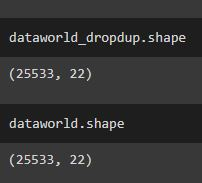 dataworld_dropdup.shape
(25533, 22)
dataworld.shape
(25533, 22)